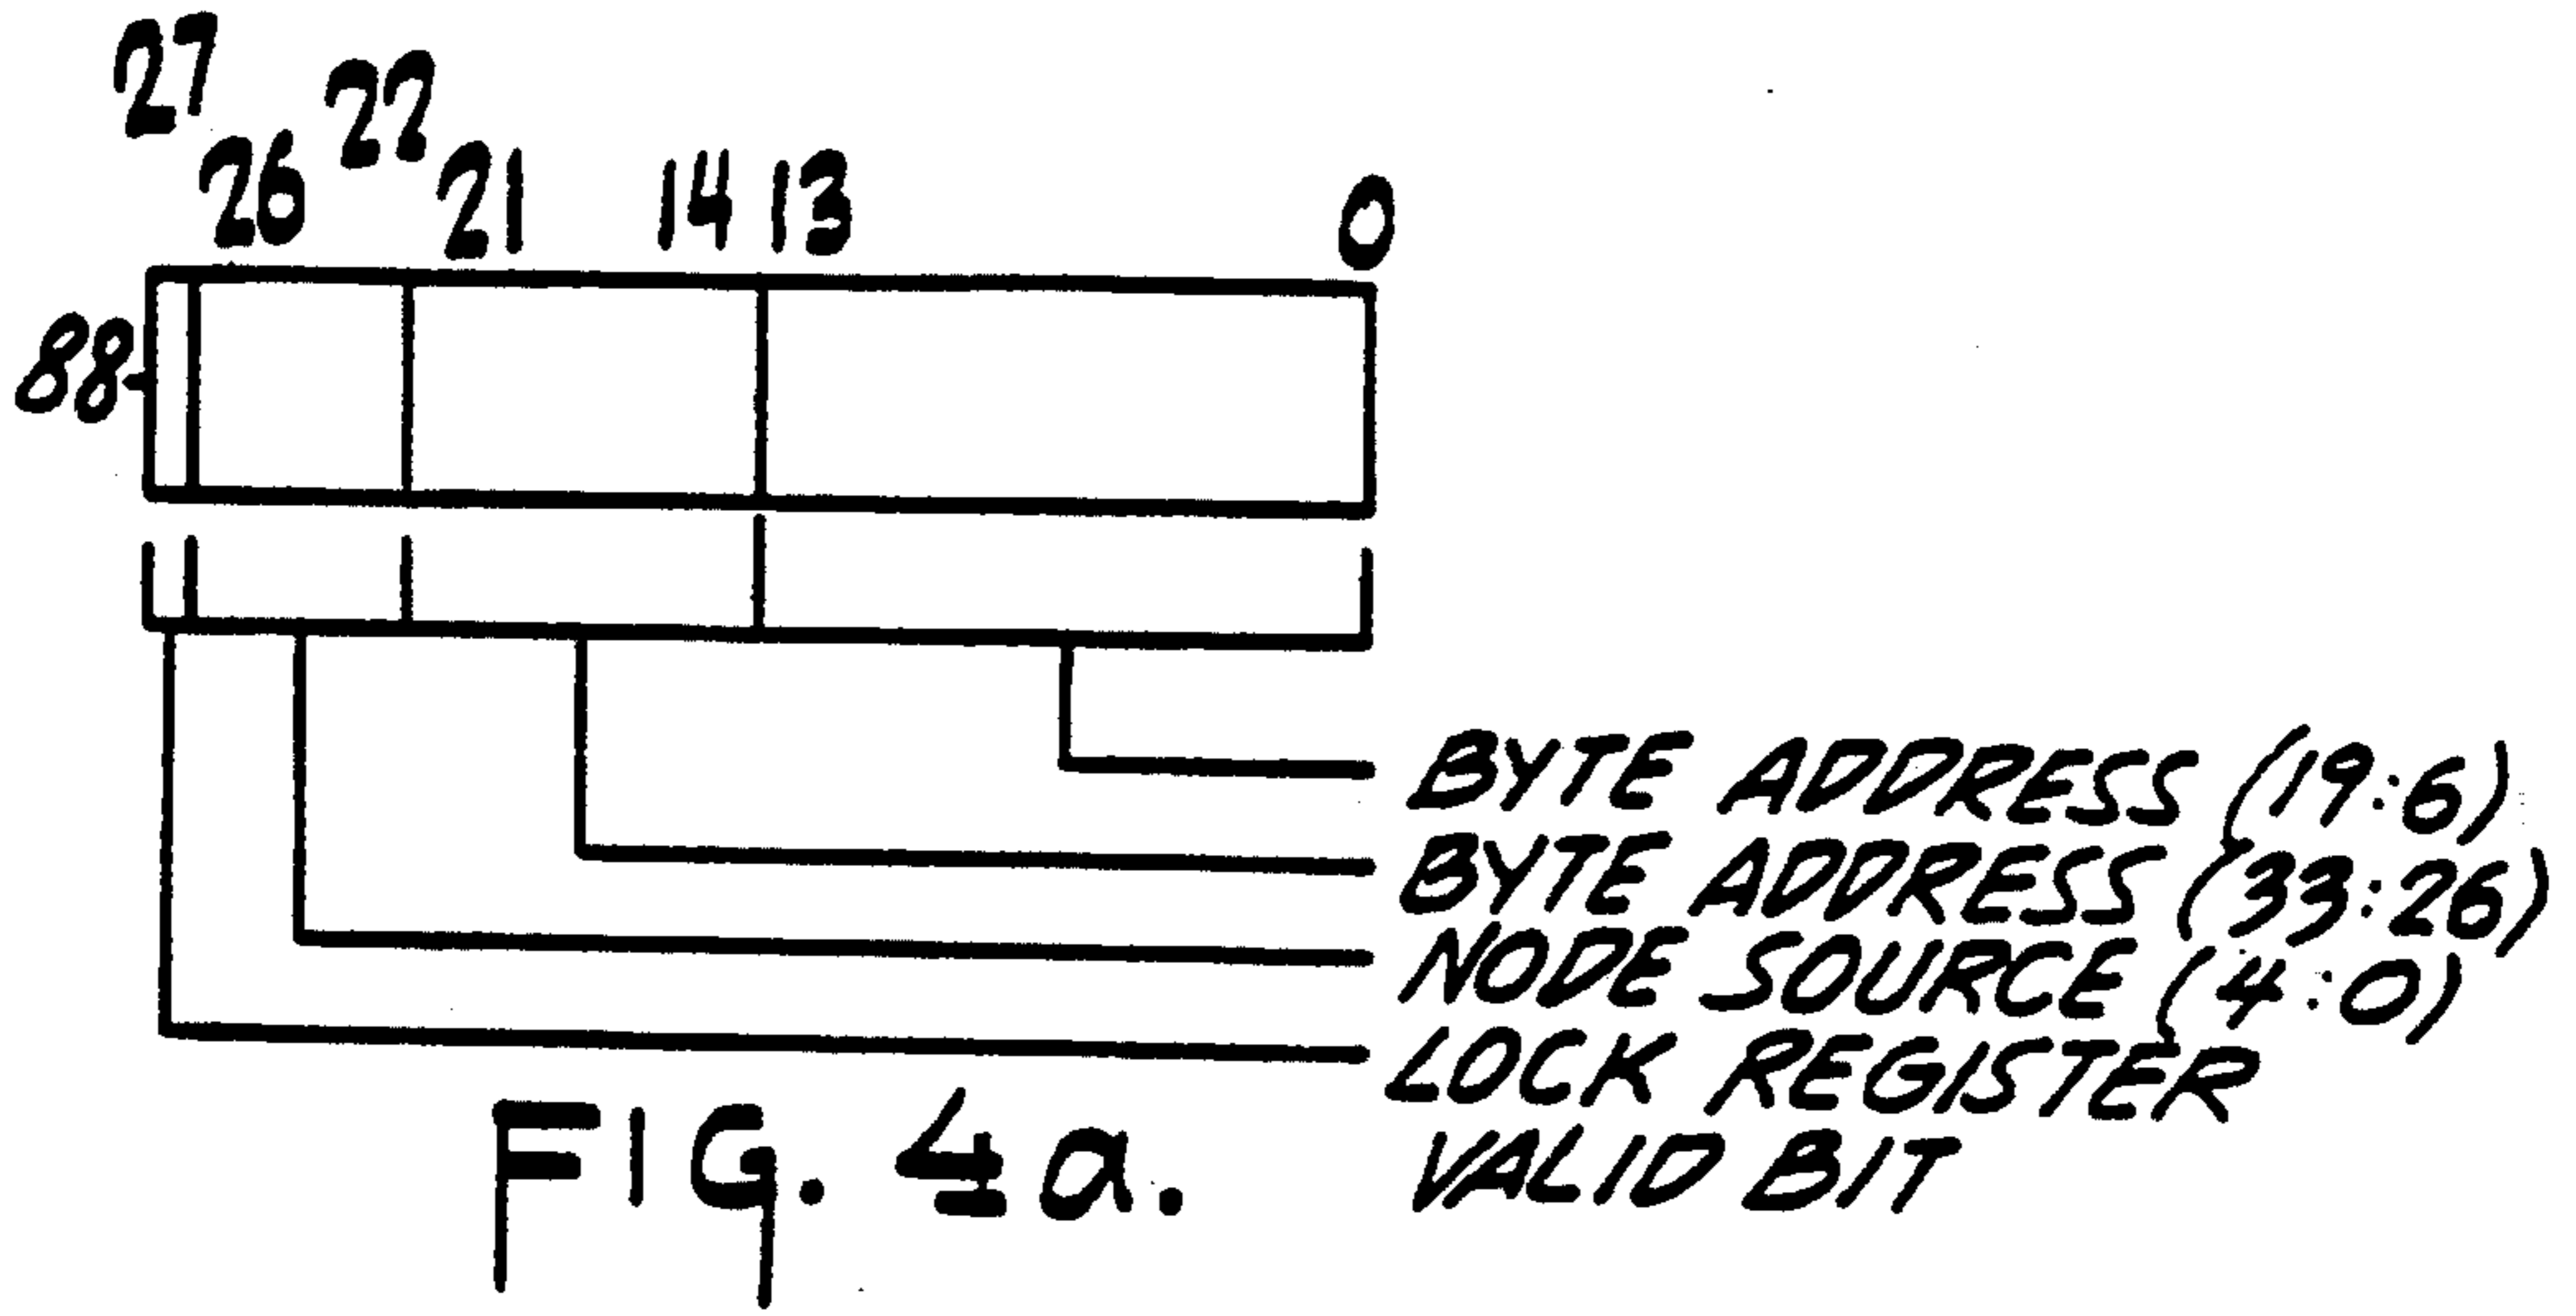 27
26
22
21
14
13
0
88
BYTE ADDRESS (19:6)
BYTE ADDRESS (33:26)
NODE SOURCE (4:0)
LOCK REGISTER
VALID BIT
FIG. 4a.